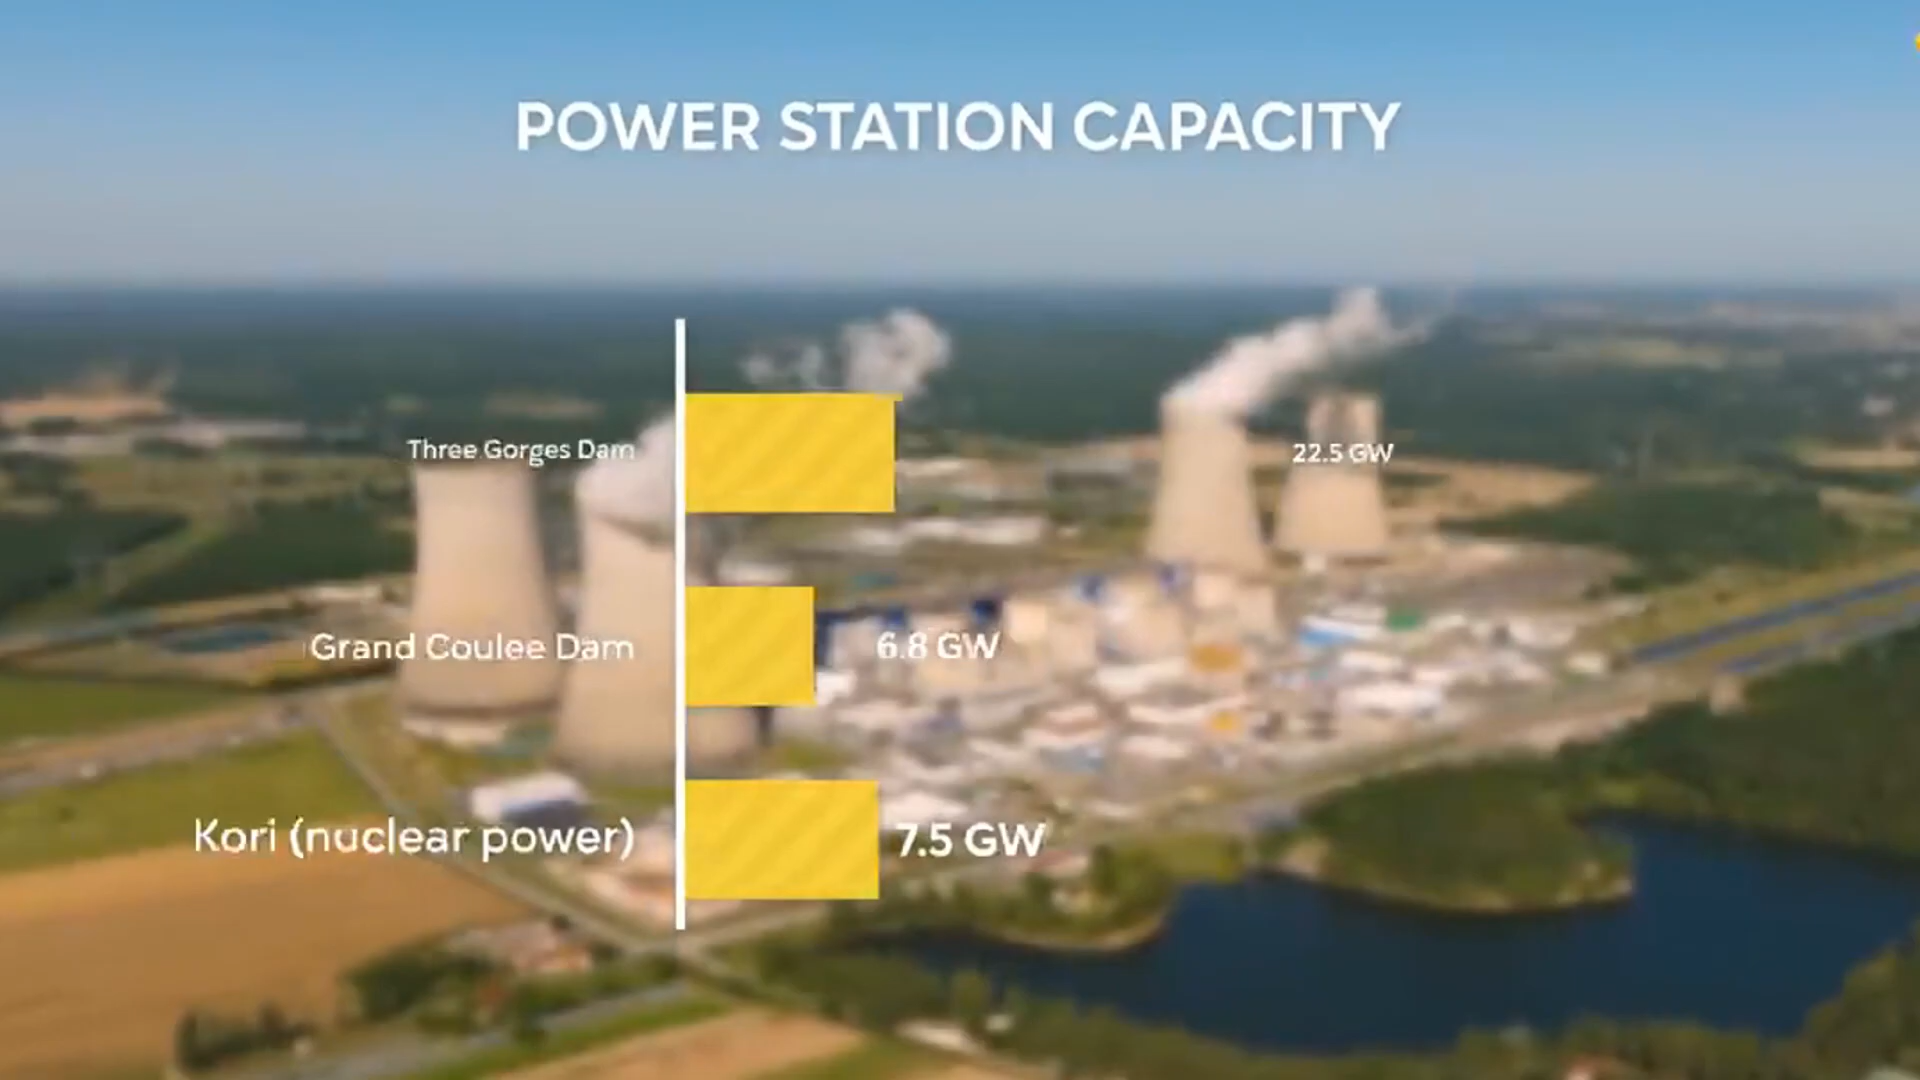 POWER STATION CAPACITY
Three Gorges Dam 22.5 GW
Grand Coulee Dam 6.8 GW
Kori (nuclear power) 7.5 GW